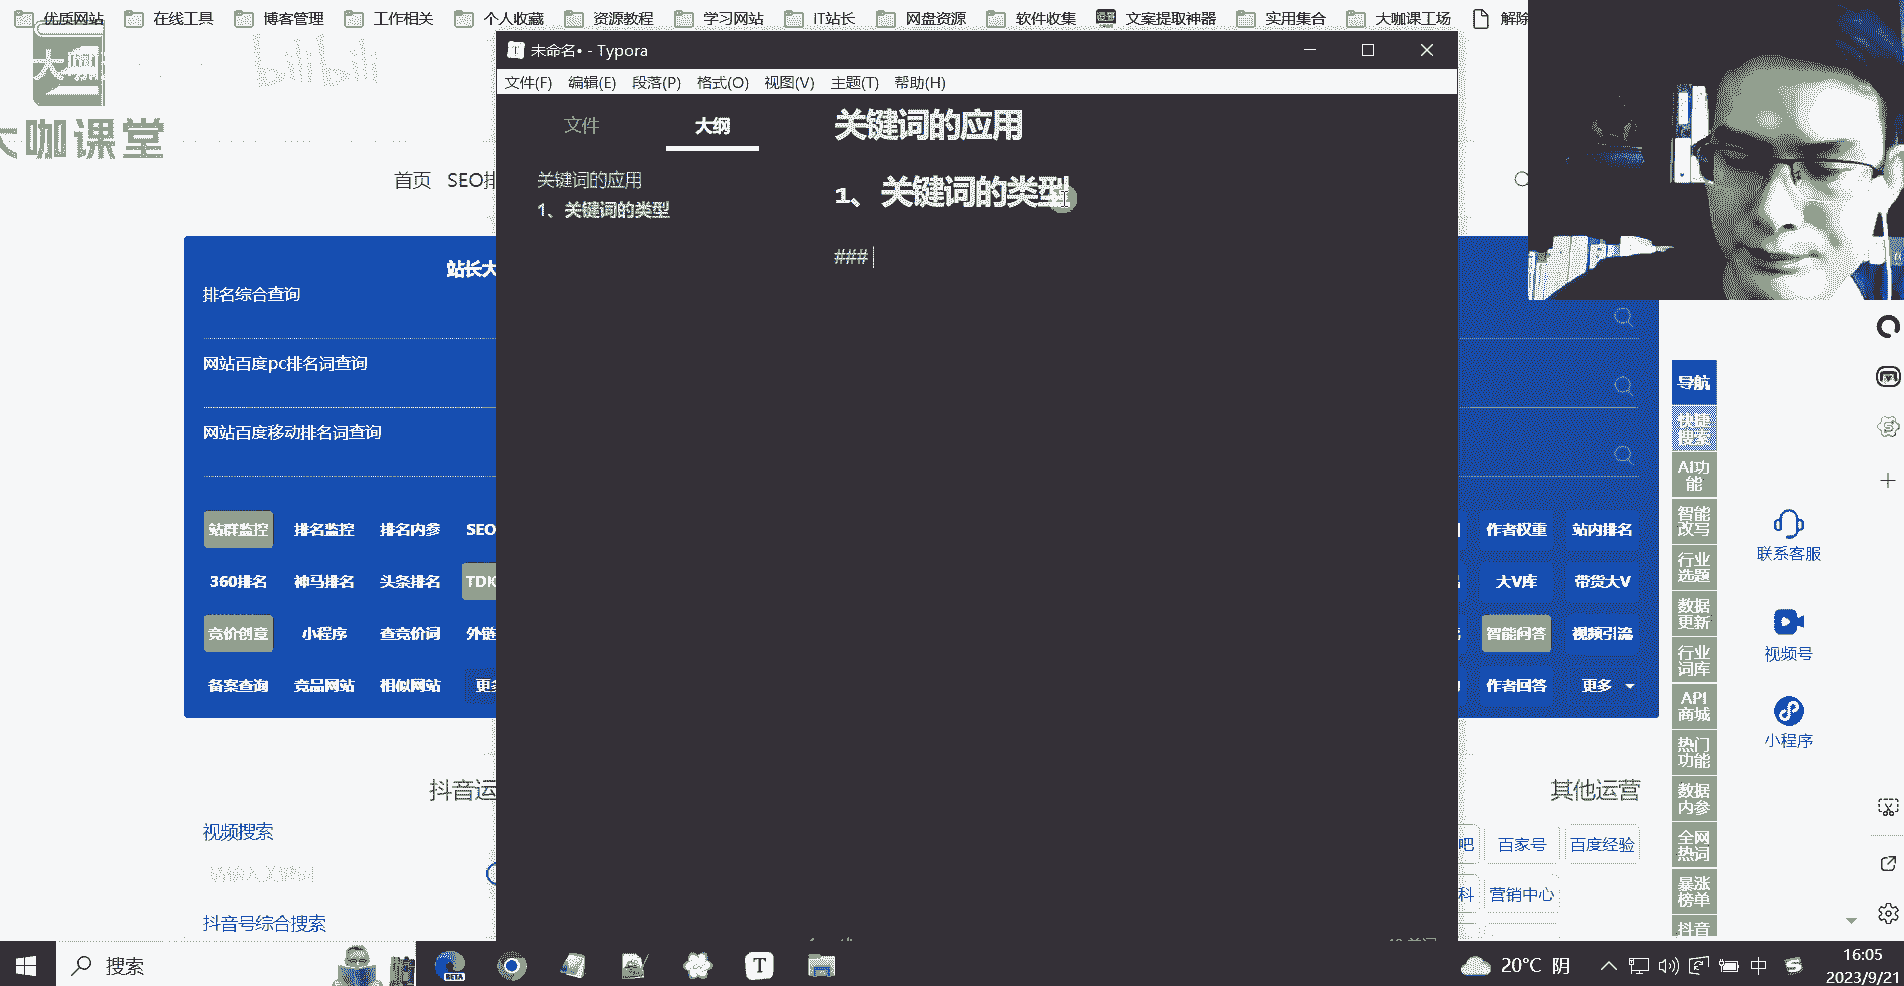 优质网站 在线工具 博客管理 工作相关 个人收藏 资源教程 学习网站 IT站长 网盘资源 软件收集 文案提取神器 实用集合 大咖课工场 解除
大咖
大咖课堂
bilibili
未命名• - Typora
文件(F) 编辑(E) 段落(P) 格式(O) 视图(V) 主题(T) 帮助(H)
文件 大纲
关键词的应用
1、关键词的类型
关键词的应用
1、关键词的类型
###
首页 SEO排
站长大
排名综合查询
网站百度pc排名词查询
网站百度移动排名词查询
站群监控 排名监控 排名内参 SEO
360排名 神马排名 头条排名 TDK
竞价创意 小程序 查竞价词 外链
备案查询 竞品网站 相似网站 更多
作者权重 站内排名
大V库 带货大V
智能问答 视频引流
作者回答 更多
抖音运
视频搜索
请输入关键词
抖音号综合搜索
其他运营
吧 百家号 百度经验
科 营销中心
导航
快捷搜索
AI功能
智能改写
行业选题
数据更新
行业词库
API商城
热门功能
数据内参
全网热词
暴涨榜单
抖音
联系客服
视频号
小程序
搜索
BETA
20°C 阴
中
16:05
2023/9/21